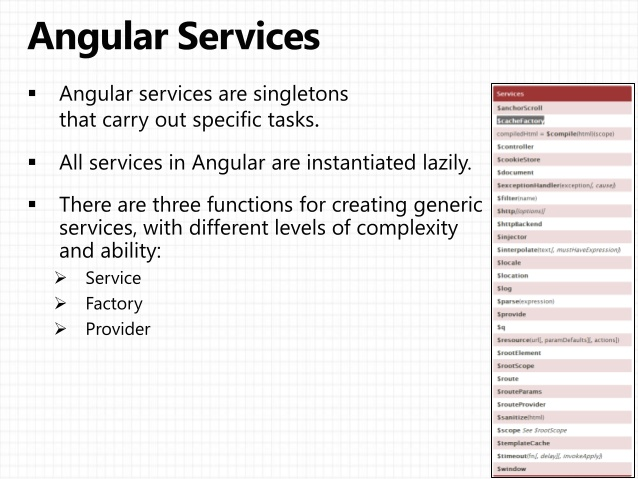 Angular Services
▪ Angular services are singletons
that carry out specific tasks.
▪ All services in Angular are instantiated lazily.
▪ There are three functions for creating generic
services, with different levels of complexity
and ability:
➢ Service
➢ Factory
➢ Provider
Services
$anchorScroll
$cacheFactory
compiledHtml = $compile(html)(scope)
$controller
$cookieStore
$document
$exceptionHandler(exception[, cause)
$filter(name)
$http[(options)]
$httpBackend
$injector
$interpolate(text[, mustHaveExpression])
$locale
$location
$log
$parse(expression)
$provide
$q
$resource(url[, paramDefaults][, actions])
$rootElement
$rootScope
$route
$routeParams
$routeProvider
$sanitize(html)
$scope See $rootScope
$templateCache
$timeout(fn[, delay][, invokeApply])
$window